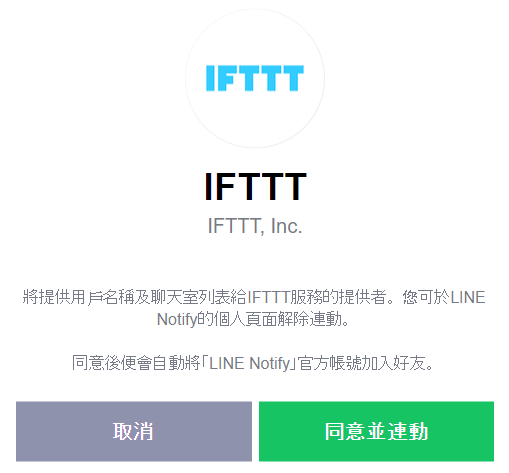 IFTTT
IFTTT
IFTTT, Inc.
將提供用戶名稱及聊天室列表給IFTTT服務的提供者。您可於LINE
Notify的個人頁面解除連動。
同意後便會自動將「LINE Notify」官方帳號加入好友。
取消
同意並連動